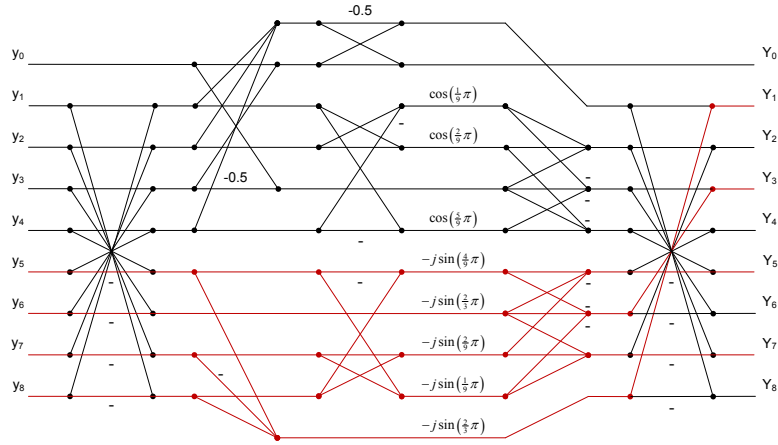 -0.5
y0 Y0
y1 cos(1/9 π) Y1
-
y2 cos(2/9 π) Y2
-0.5 -
y3 Y3
-
y4 cos(5/9 π) - Y4
-
y5 -j sin(4/9 π) Y5
- - - -
y6 -j sin(2/3 π) - Y6
- - -
y7 -j sin(2/9 π) Y7
- - -
y8 -j sin(1/9 π) Y8
- -
-j sin(2/3 π)